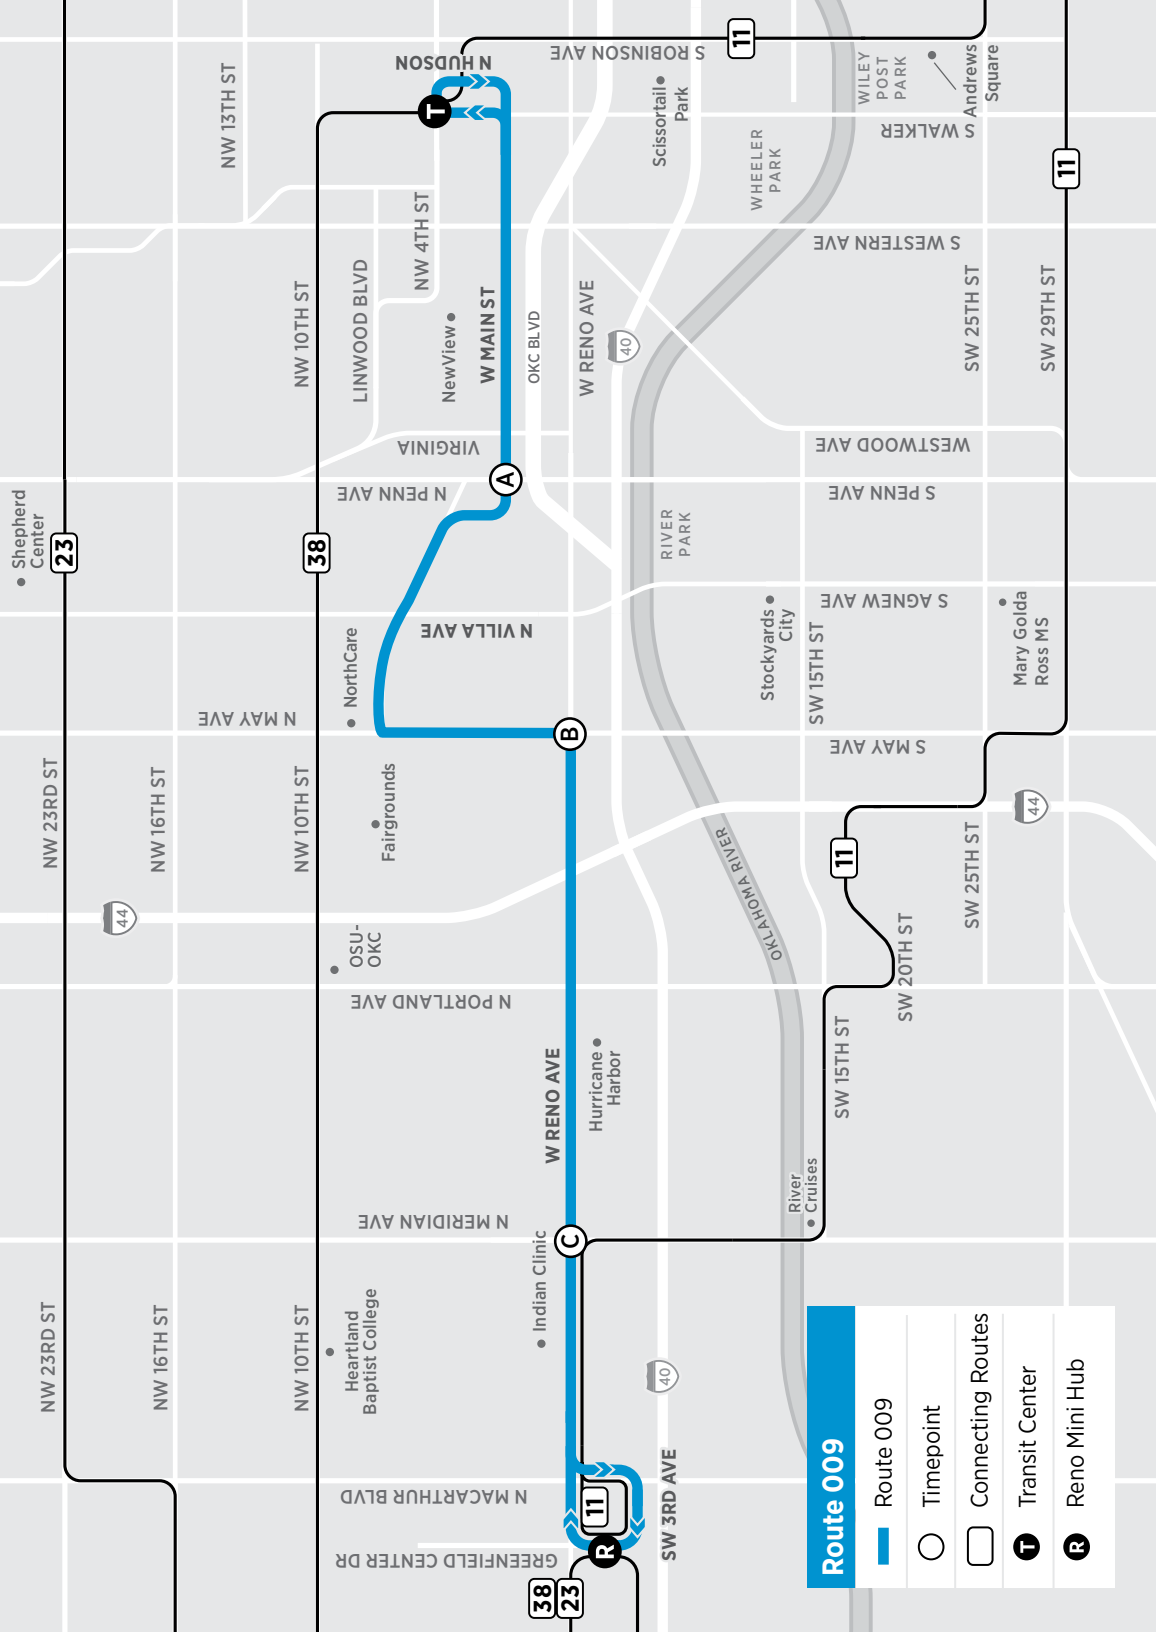 NW 23RD ST
NW 23RD ST
Shepherd
Center
23
NW 16TH ST
NW 16TH ST
44
NW 13TH ST
NW 10TH ST
NW 10TH ST
NW 10TH ST
38
N MAY AVE
NorthCare
Fairgrounds
OSU-
OKC
Heartland
Baptist College
LINWOOD BLVD
NW 4TH ST
N HUDSON
T
NewView
VIRGINIA
N PENN AVE
N VILLA AVE
N PORTLAND AVE
N MERIDIAN AVE
N MACARTHUR BLVD
GREENFIELD CENTER DR
W MAIN ST
A
OKC BLVD
B
C
W RENO AVE
W RENO AVE
Indian Clinic
Hurricane
Harbor
38
23
R
11
SW 3RD AVE
40
40
S ROBINSON AVE
11
Scissortail
Park
WHEELER
PARK
WILEY
POST
PARK
Andrews
Square
S WALKER
S WESTERN AVE
11
WESTWOOD AVE
S PENN AVE
RIVER
PARK
S AGNEW AVE
Stockyards
City
SW 15TH ST
S MAY AVE
Mary Golda
Ross MS
SW 25TH ST
SW 29TH ST
44
SW 25TH ST
11
OKLAHOMA RIVER
SW 20TH ST
SW 15TH ST
River
Cruises
Route 009
Route 009
Timepoint
Connecting Routes
T
Transit Center
R
Reno Mini Hub